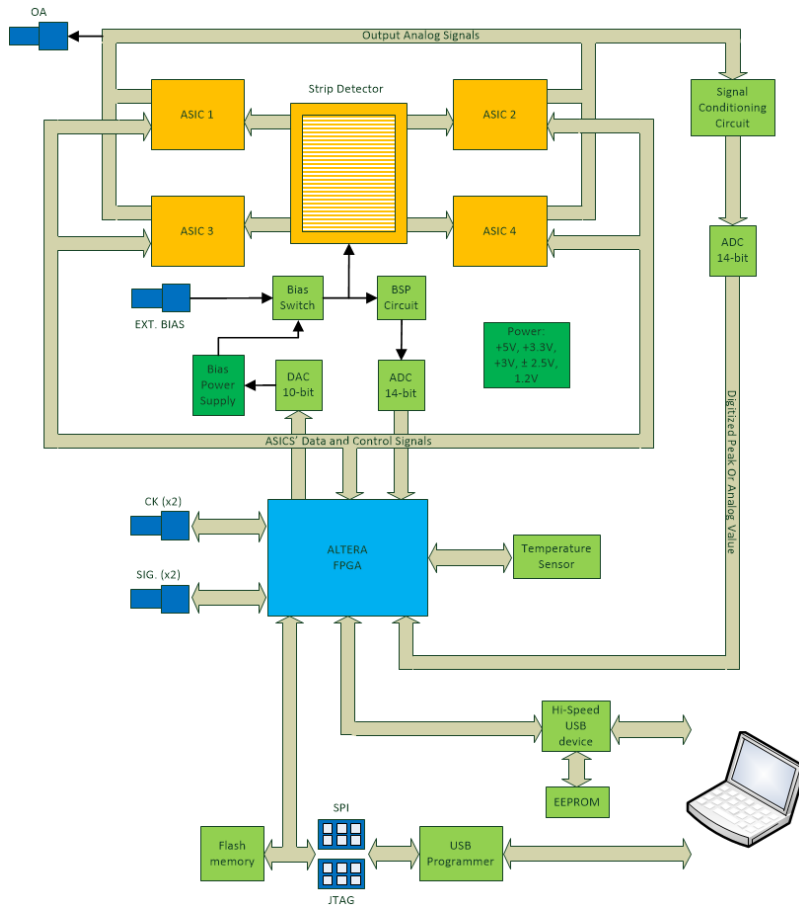 OA
Output Analog Signals
Strip Detector
ASIC 1
ASIC 2
Signal
Conditioning
Circuit
ASIC 3
ASIC 4
ADC
14-bit
EXT. BIAS
Bias
Switch
BSP
Circuit
Power:
+5V, +3.3V,
+3V, ± 2.5V,
1.2V
Bias
Power
Supply
DAC
10-bit
ADC
14-bit
Digitized Peak Or Analog Value
ASICS' Data and Control Signals
CK (x2)
ALTERA
FPGA
Temperature
Sensor
SIG. (x2)
Hi-Speed
USB
device
EEPROM
SPI
Flash
memory
USB
Programmer
JTAG